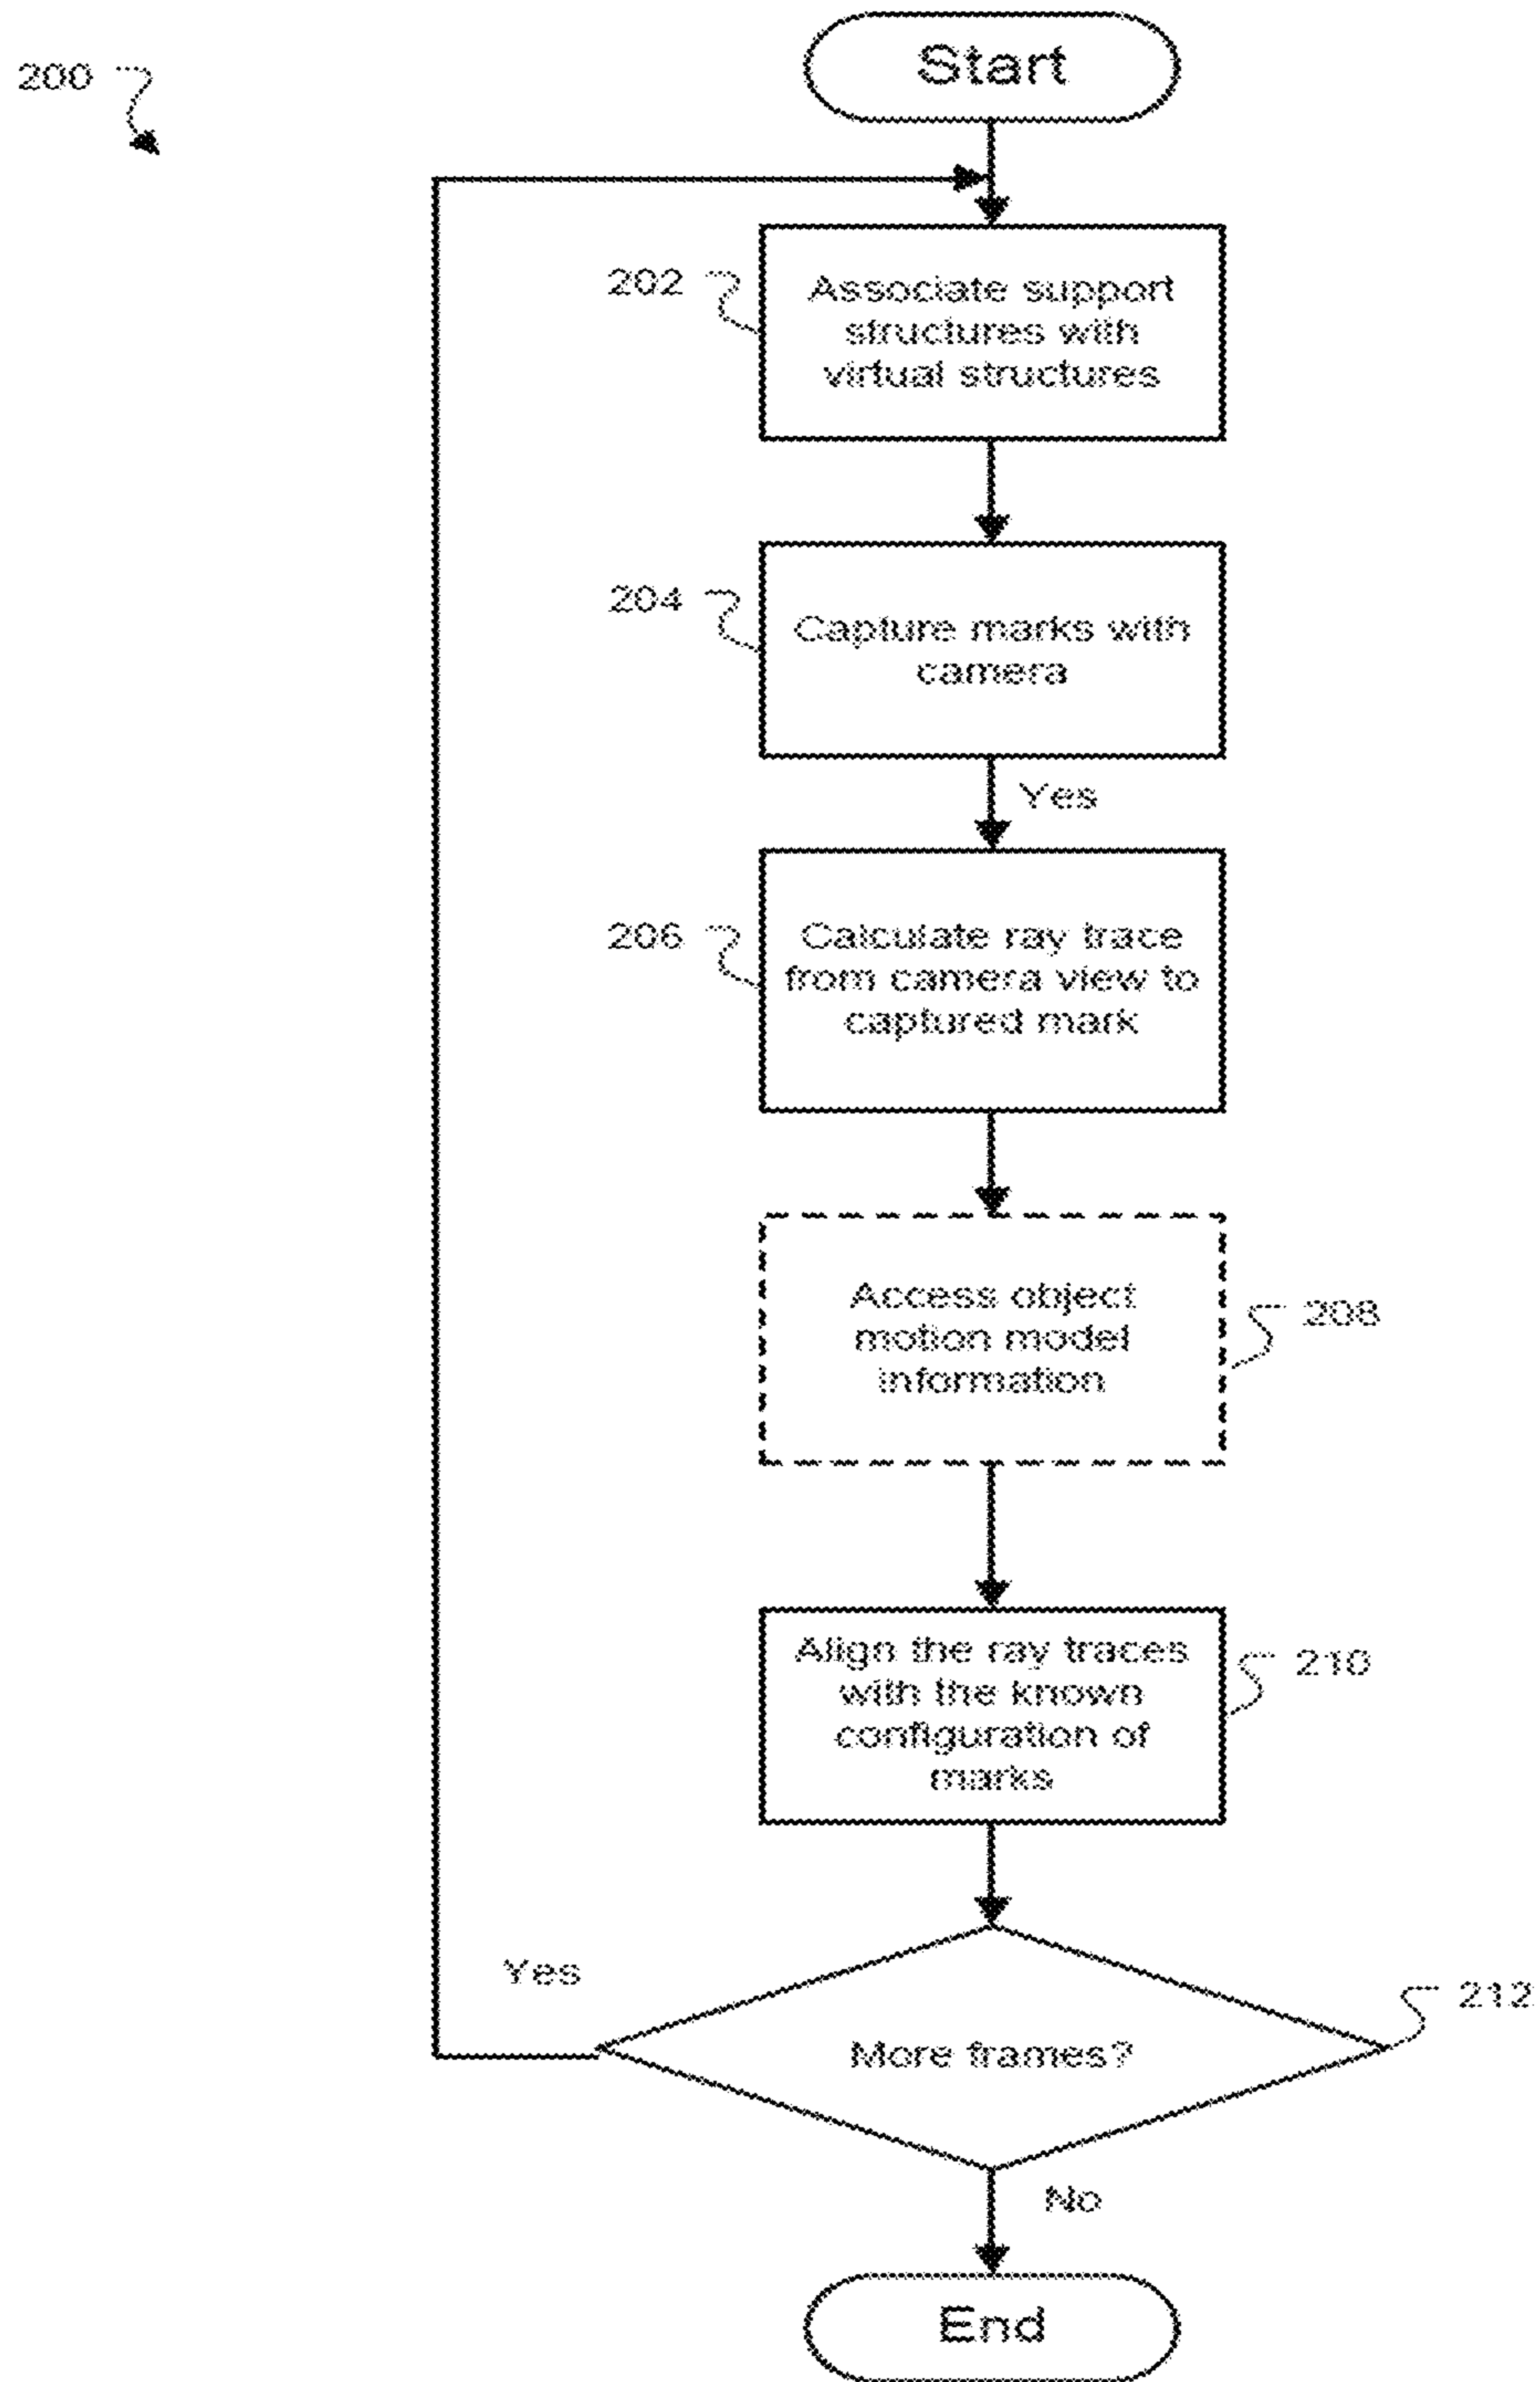 200
Start
202
Associate support
structures with
virtual structures
204
Capture marks with
camera
Yes
206
Calculate ray trace
from camera view to
captured mark
Access object
motion model
information
208
Align the ray traces
with the known
configuration of
marks
210
Yes
More frames?
212
No
End